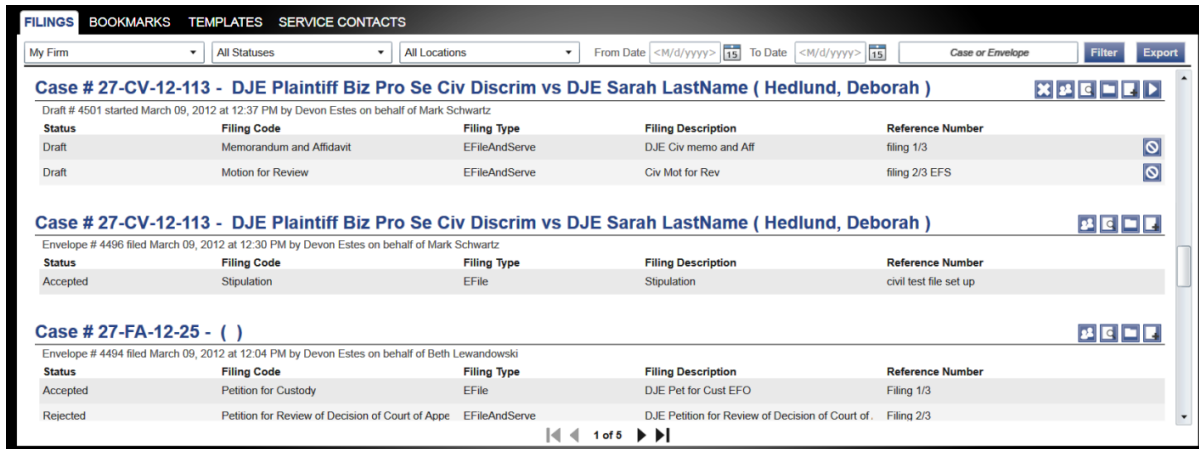 FILINGS BOOKMARKS TEMPLATES SERVICE CONTACTS
My Firm All Statuses All Locations From Date <M/d/yyyy> 15 To Date <M/d/yyyy> 15 Case or Envelope Filter Export
Case # 27-CV-12-113 - DJE Plaintiff Biz Pro Se Civ Discrim vs DJE Sarah LastName ( Hedlund, Deborah )
Draft # 4501 started March 09, 2012 at 12:37 PM by Devon Estes on behalf of Mark Schwartz
Status Filing Code Filing Type Filing Description Reference Number
Draft Memorandum and Affidavit EFileAndServe DJE Civ memo and Aff filing 1/3
Draft Motion for Review EFileAndServe Civ Mot for Rev filing 2/3 EFS
Case # 27-CV-12-113 - DJE Plaintiff Biz Pro Se Civ Discrim vs DJE Sarah LastName ( Hedlund, Deborah )
Envelope # 4496 filed March 09, 2012 at 12:30 PM by Devon Estes on behalf of Mark Schwartz
Status Filing Code Filing Type Filing Description Reference Number
Accepted Stipulation EFile Stipulation civil test file set up
Case # 27-FA-12-25 - ( )
Envelope # 4494 filed March 09, 2012 at 12:04 PM by Devon Estes on behalf of Beth Lewandowski
Status Filing Code Filing Type Filing Description Reference Number
Accepted Petition for Custody EFile DJE Pet for Cust EFO Filing 1/3
Rejected Petition for Review of Decision of Court of Appe EFileAndServe DJE Petition for Review of Decision of Court of . Filing 2/3
1 of 5